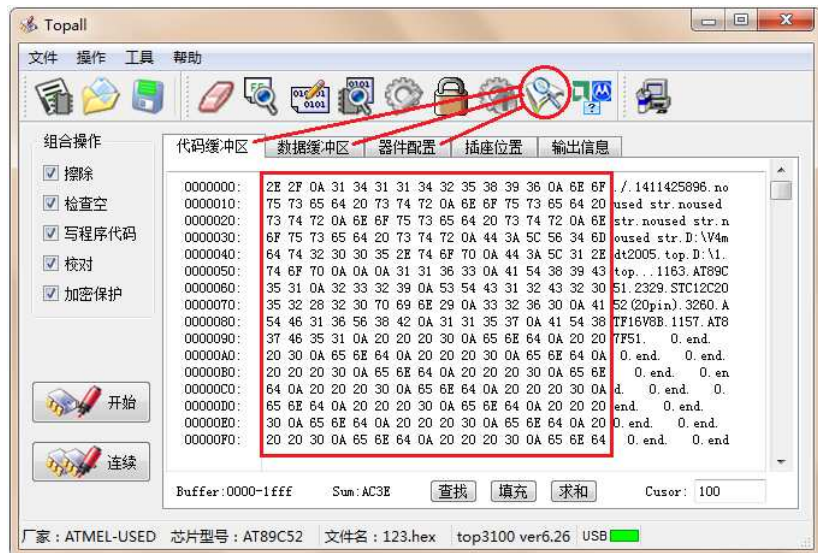 Topall
文件 操作 工具 帮助
组合操作
擦除
检查空
写程序代码
校对
加密保护
开始
连续
代码缓冲区 数据缓冲区 器件配置 插座位置 输出信息
0000000: 2E 2F 0A 31 34 31 31 34 32 35 38 39 36 0A 6E 6F ./.1411425896.no
0000010: 75 73 65 64 20 73 74 72 0A 6E 6F 75 73 65 64 20 used str.noused
0000020: 73 74 72 0A 6E 6F 75 73 65 64 20 73 74 72 0A 6E str.noused str.n
0000030: 6F 75 73 65 64 20 73 74 72 0A 44 3A 5C 56 34 6D oused str.D:\V4m
0000040: 64 74 32 30 30 35 2E 74 6F 70 0A 44 3A 5C 31 2E dt2005.top.D:\1.
0000050: 74 6F 70 0A 0A 0A 31 31 36 33 0A 41 54 38 39 43 top...1163.AT89C
0000060: 35 31 0A 32 33 32 39 0A 53 54 43 31 32 43 32 30 51.2329.STC12C20
0000070: 35 32 28 32 30 70 69 6E 29 0A 33 32 36 30 0A 41 52(20pin).3260.A
0000080: 54 46 31 36 56 38 42 0A 31 31 35 37 0A 41 54 38 TF16V8B.1157.AT8
0000090: 37 46 35 31 0A 20 20 20 30 0A 65 6E 64 0A 20 20 7F51. 0.end.
00000A0: 20 30 0A 65 6E 64 0A 20 20 20 30 0A 65 6E 64 0A 0.end. 0.end.
00000B0: 20 20 20 30 0A 65 6E 64 0A 20 20 20 30 0A 65 6E 0.end. 0.en
00000C0: 64 0A 20 20 20 30 0A 65 6E 64 0A 20 20 20 30 0A d. 0.end. 0.
00000D0: 65 6E 64 0A 20 20 20 30 0A 65 6E 64 0A 20 20 20 end. 0.end.
00000E0: 30 0A 65 6E 64 0A 20 20 20 30 0A 65 6E 64 0A 20 0.end. 0.end.
00000F0: 20 20 30 0A 65 6E 64 0A 20 20 20 30 0A 65 6E 64 0.end. 0.end
Buffer:0000-1fff Sum:AC3E 查找 填充 求和 Cusor: 100
厂家：ATMEL-USED 芯片型号：AT89C52 文件名：123.hex top3100 ver6.26 USB